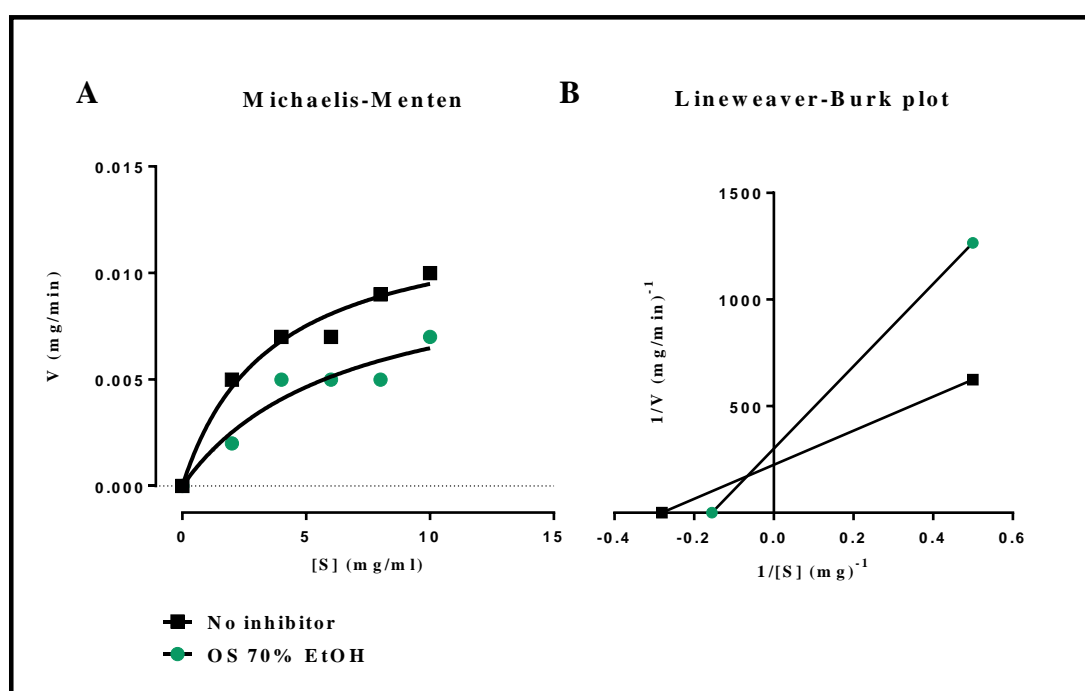 A
Michaelis-Menten
0.015
0.010
0.005
0.000
V (mg/min)
0
5
10
15
[S] (mg/ml)
No inhibitor
OS 70% EtOH
B
Lineweaver-Burk plot
1500
1000
500
1/V (mg/min)-1
-0.4
-0.2
0.0
0.2
0.4
0.6
1/[S] (mg)-1